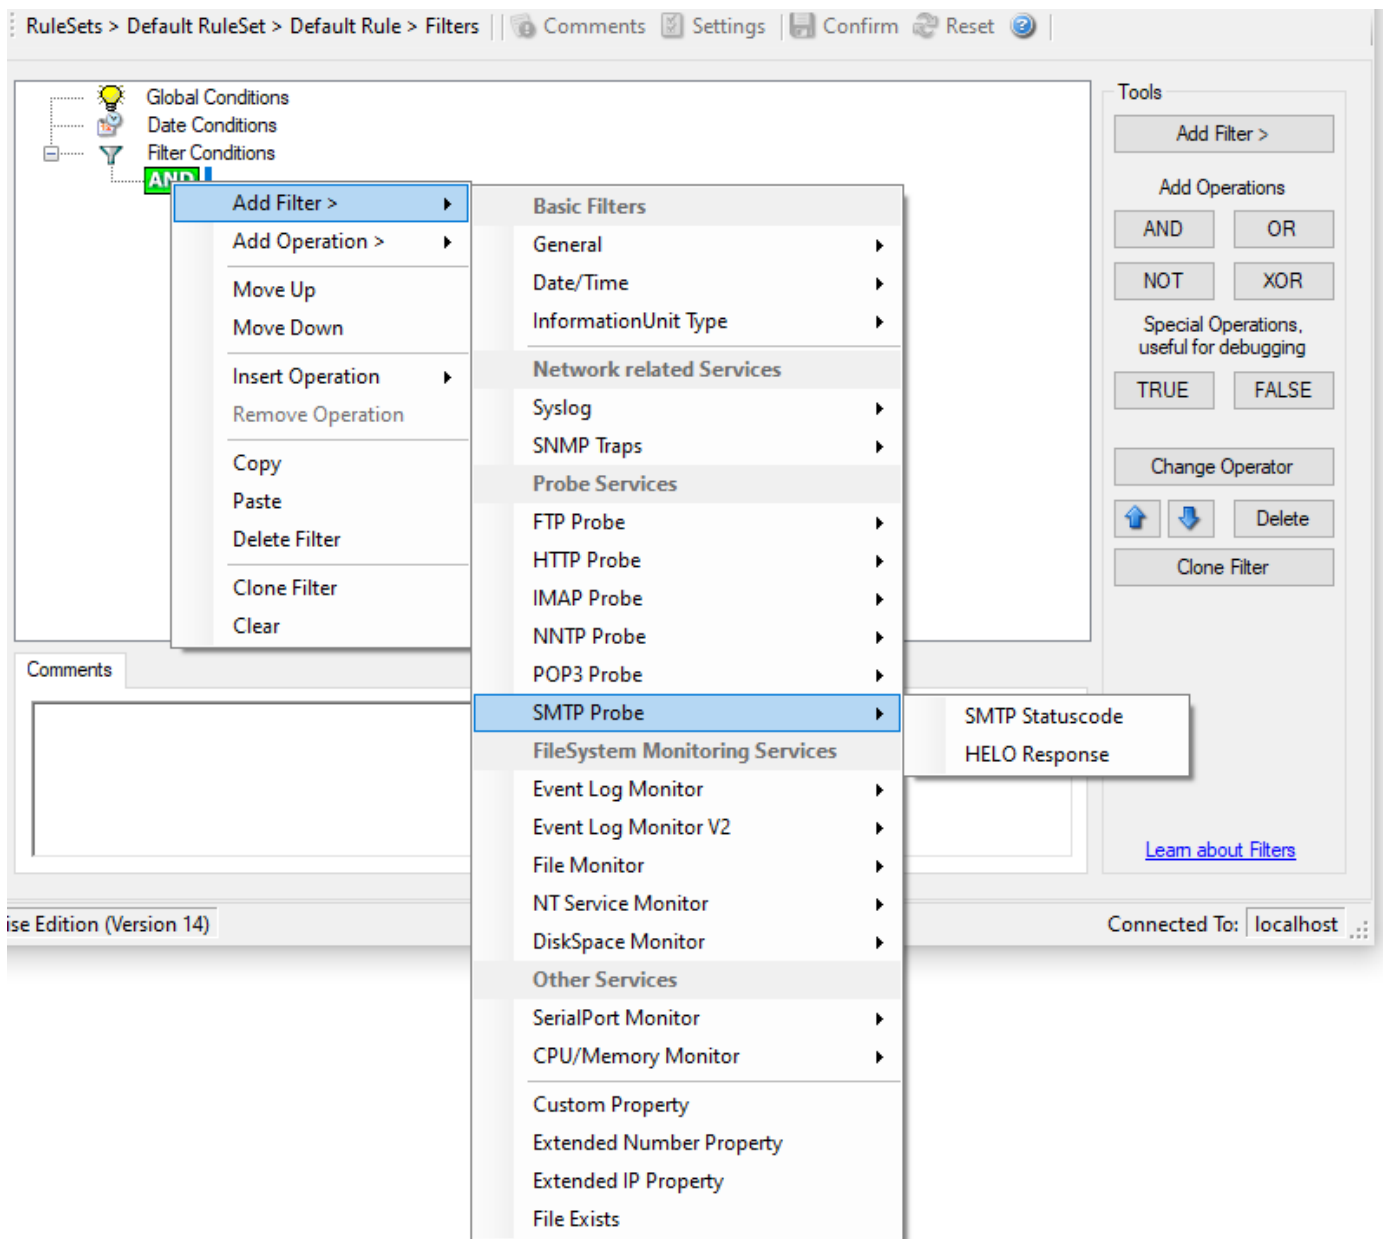 RuleSets > Default RuleSet > Default Rule > Filters Comments Settings Confirm Reset
Global Conditions
Date Conditions
Filter Conditions
AND
Add Filter >
Add Operation >
Move Up
Move Down
Insert Operation
Remove Operation
Copy
Paste
Delete Filter
Clone Filter
Clear
Basic Filters
General
Date/Time
InformationUnit Type
Network related Services
Syslog
SNMP Traps
Probe Services
FTP Probe
HTTP Probe
IMAP Probe
NNTP Probe
POP3 Probe
SMTP Probe
FileSystem Monitoring Services
Event Log Monitor
Event Log Monitor V2
File Monitor
NT Service Monitor
DiskSpace Monitor
Other Services
SerialPort Monitor
CPU/Memory Monitor
Custom Property
Extended Number Property
Extended IP Property
File Exists
SMTP Statuscode
HELO Response
Tools
Add Filter >
Add Operations
AND OR
NOT XOR
Special Operations,
useful for debugging
TRUE FALSE
Change Operator
Delete
Clone Filter
Learn about Filters
Comments
ise Edition (Version 14)
Connected To: localhost